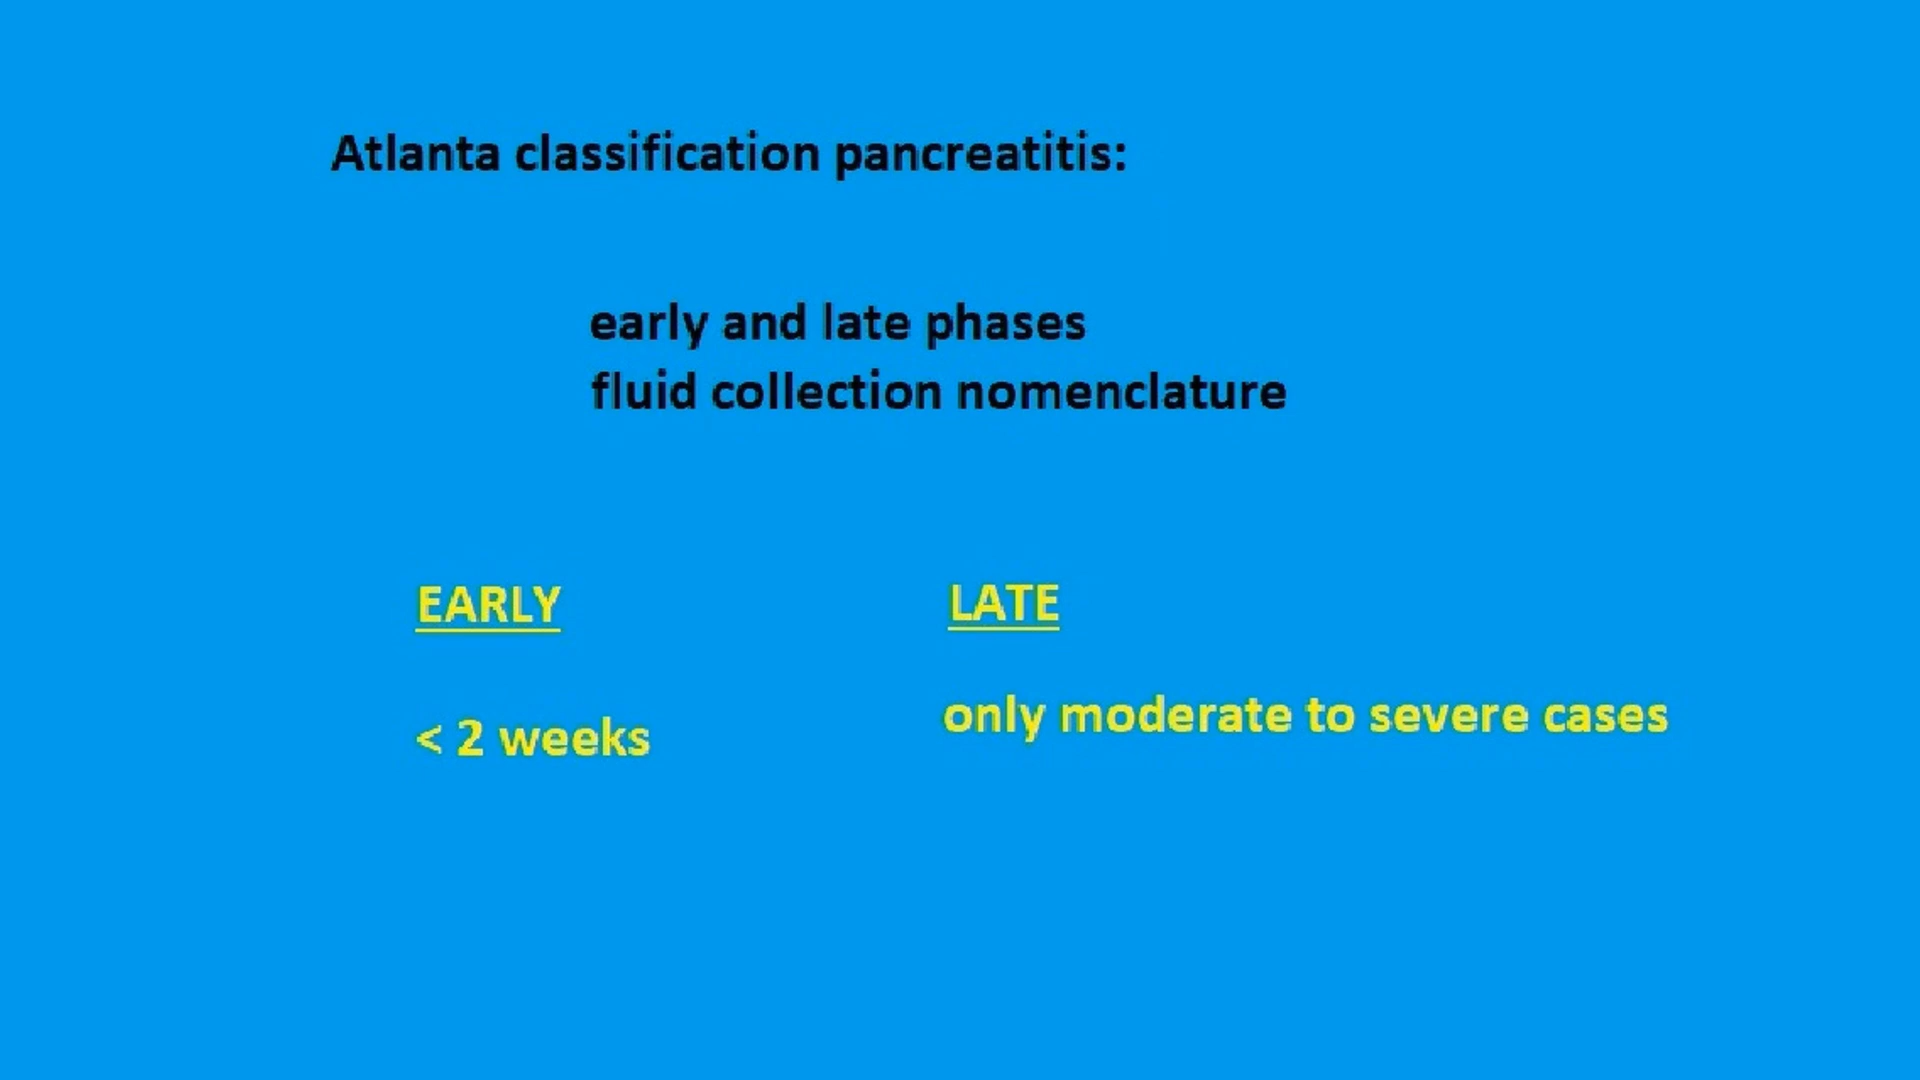 Atlanta classification pancreatitis:
early and late phases
fluid collection nomenclature
EARLY
LATE
< 2 weeks
only moderate to severe cases